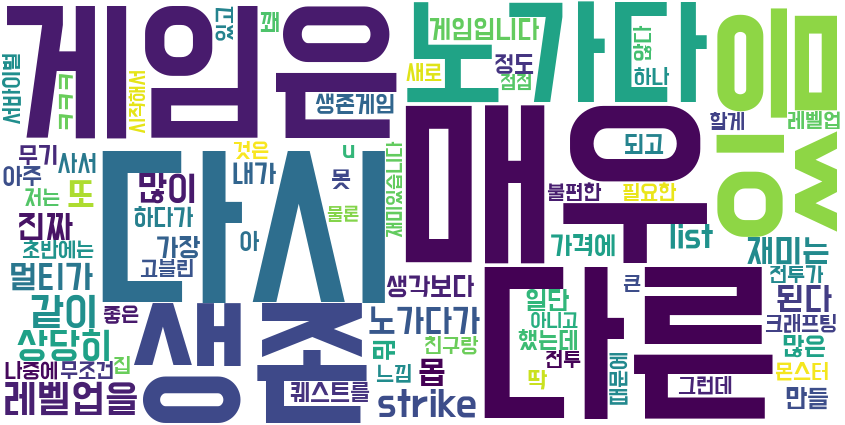 게임은
노가다
있음
다시
매우
생존
다른
서바이벌
ㅋㅋㅋ
있고
꽤
시작해서
생존게임
게임입니다
새로
정도
점점
않다
하나
할게
레벨업
무기
사서
아주
저는
또
많이
것은
내가
u
못
물론
재미있습니다
되고
불편한
필요한
진짜
초반에는
하다가
가장
고블린
아
가격에
list
재미는
전투가
멀티가
같이
좋은
상당히
생각보다
노가다가
일단
아니고
했는데
큰
된다
크래프팅
많은
나중에
무조건
집
레벨업을
퀘스트를
뭐
느낌
친구랑
몹
strike
전투
딱
때문에
그런데
몬스터
만들